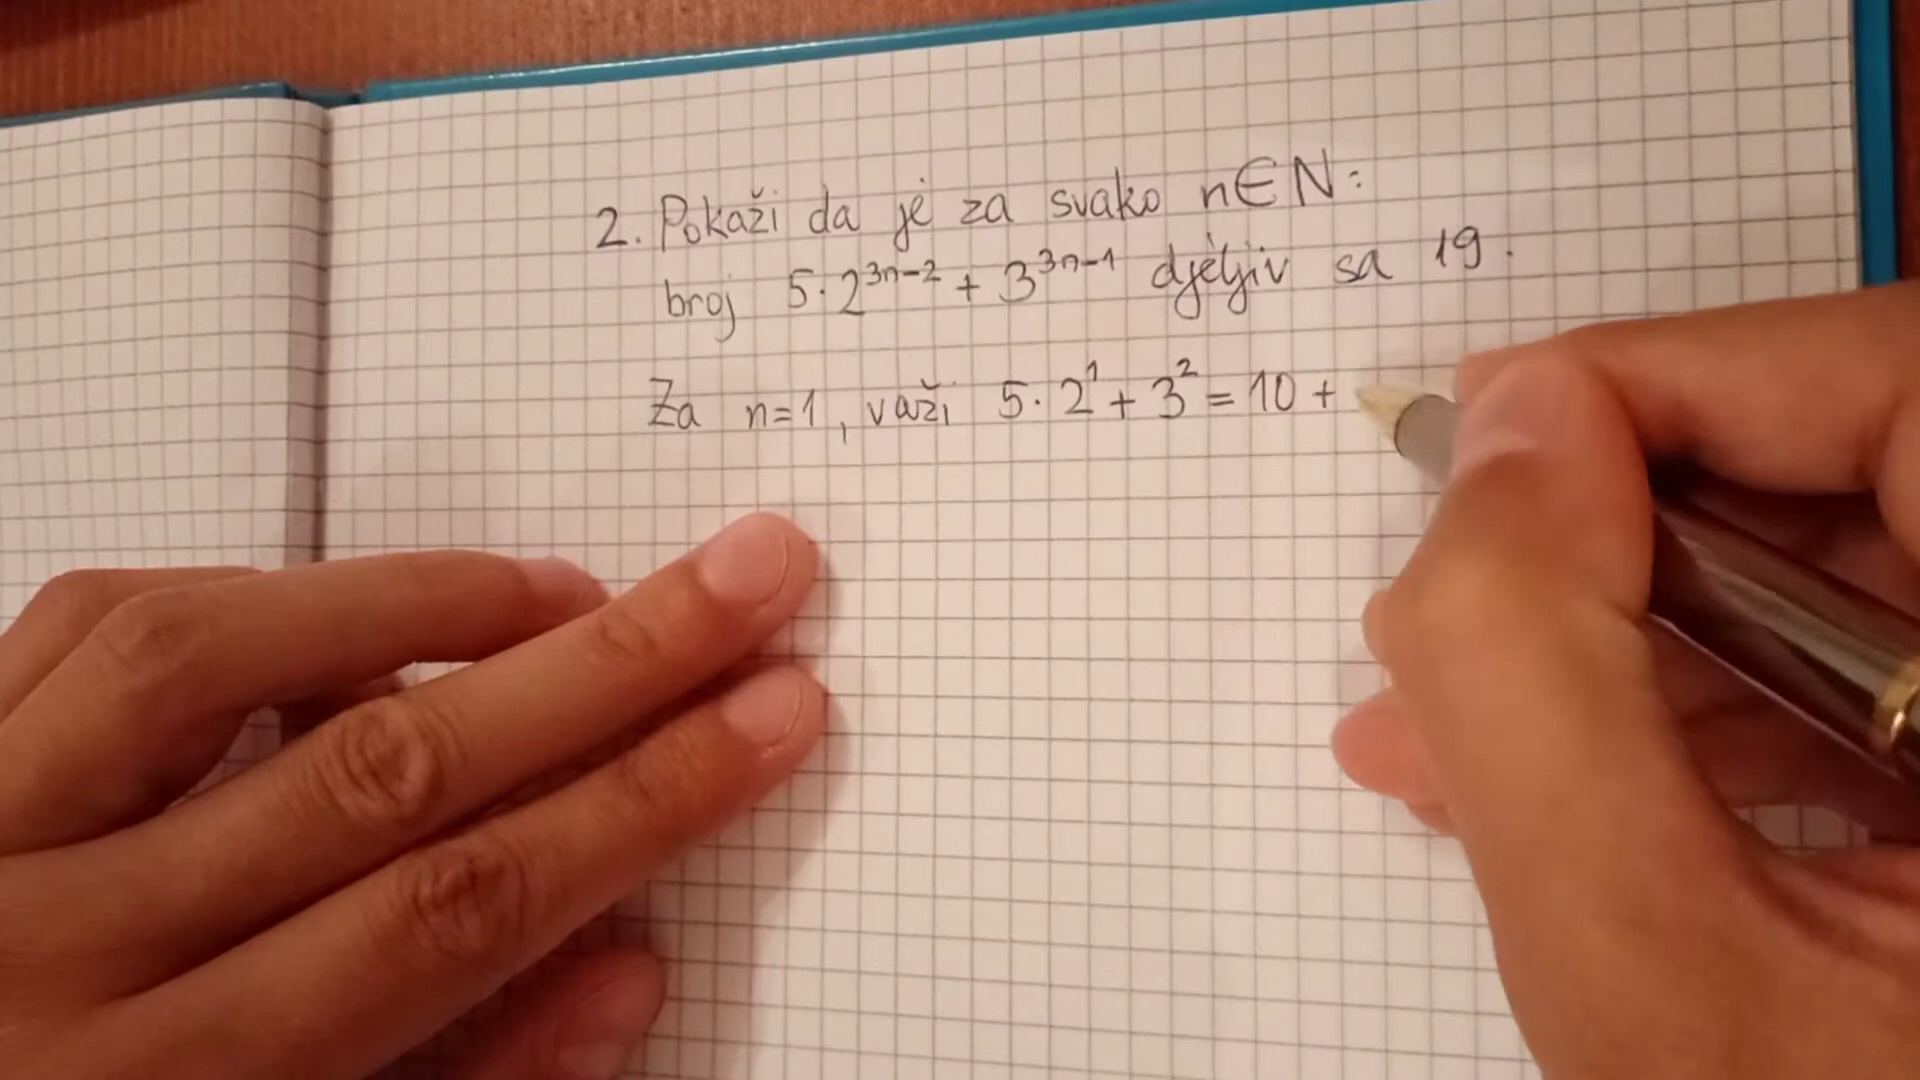 2. Pokaži da je za svako n∈N:
broj 5·2^{3n-2} + 3^{3n-1} djeljiv sa 19.
Za n=1, važi 5·2^1 + 3^2 = 10 +